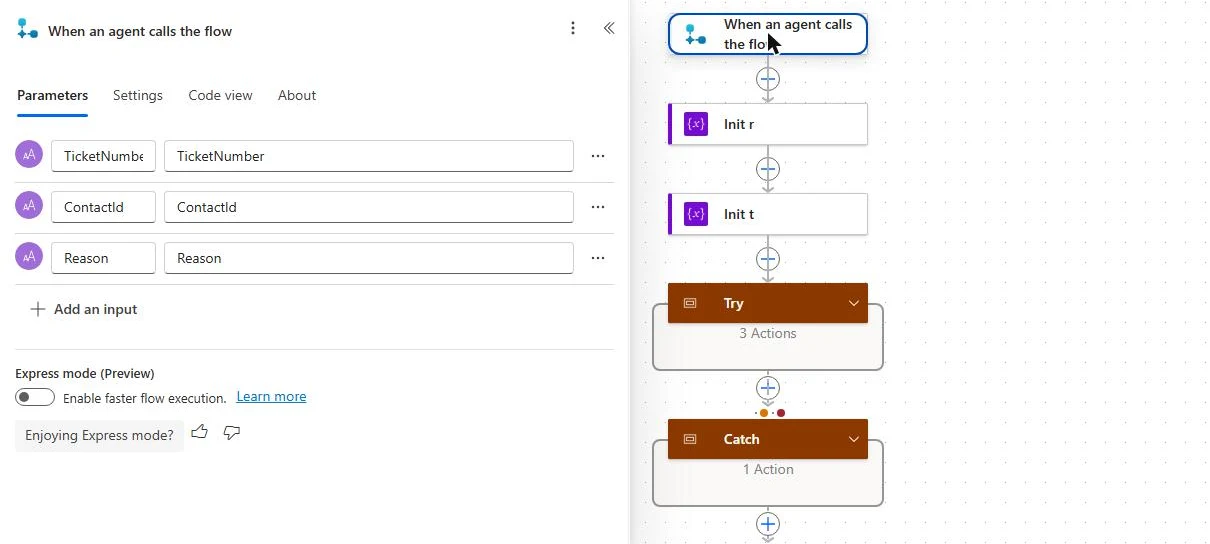 When an agent calls the flow
Parameters Settings Code view About
TicketNumbe TicketNumber
ContactId ContactId
Reason Reason
Add an input
Express mode (Preview)
Enable faster flow execution. Learn more
Enjoying Express mode?
When an agent calls
the flow
{x} Init r
{x} Init t
Try
3 Actions
Catch
1 Action